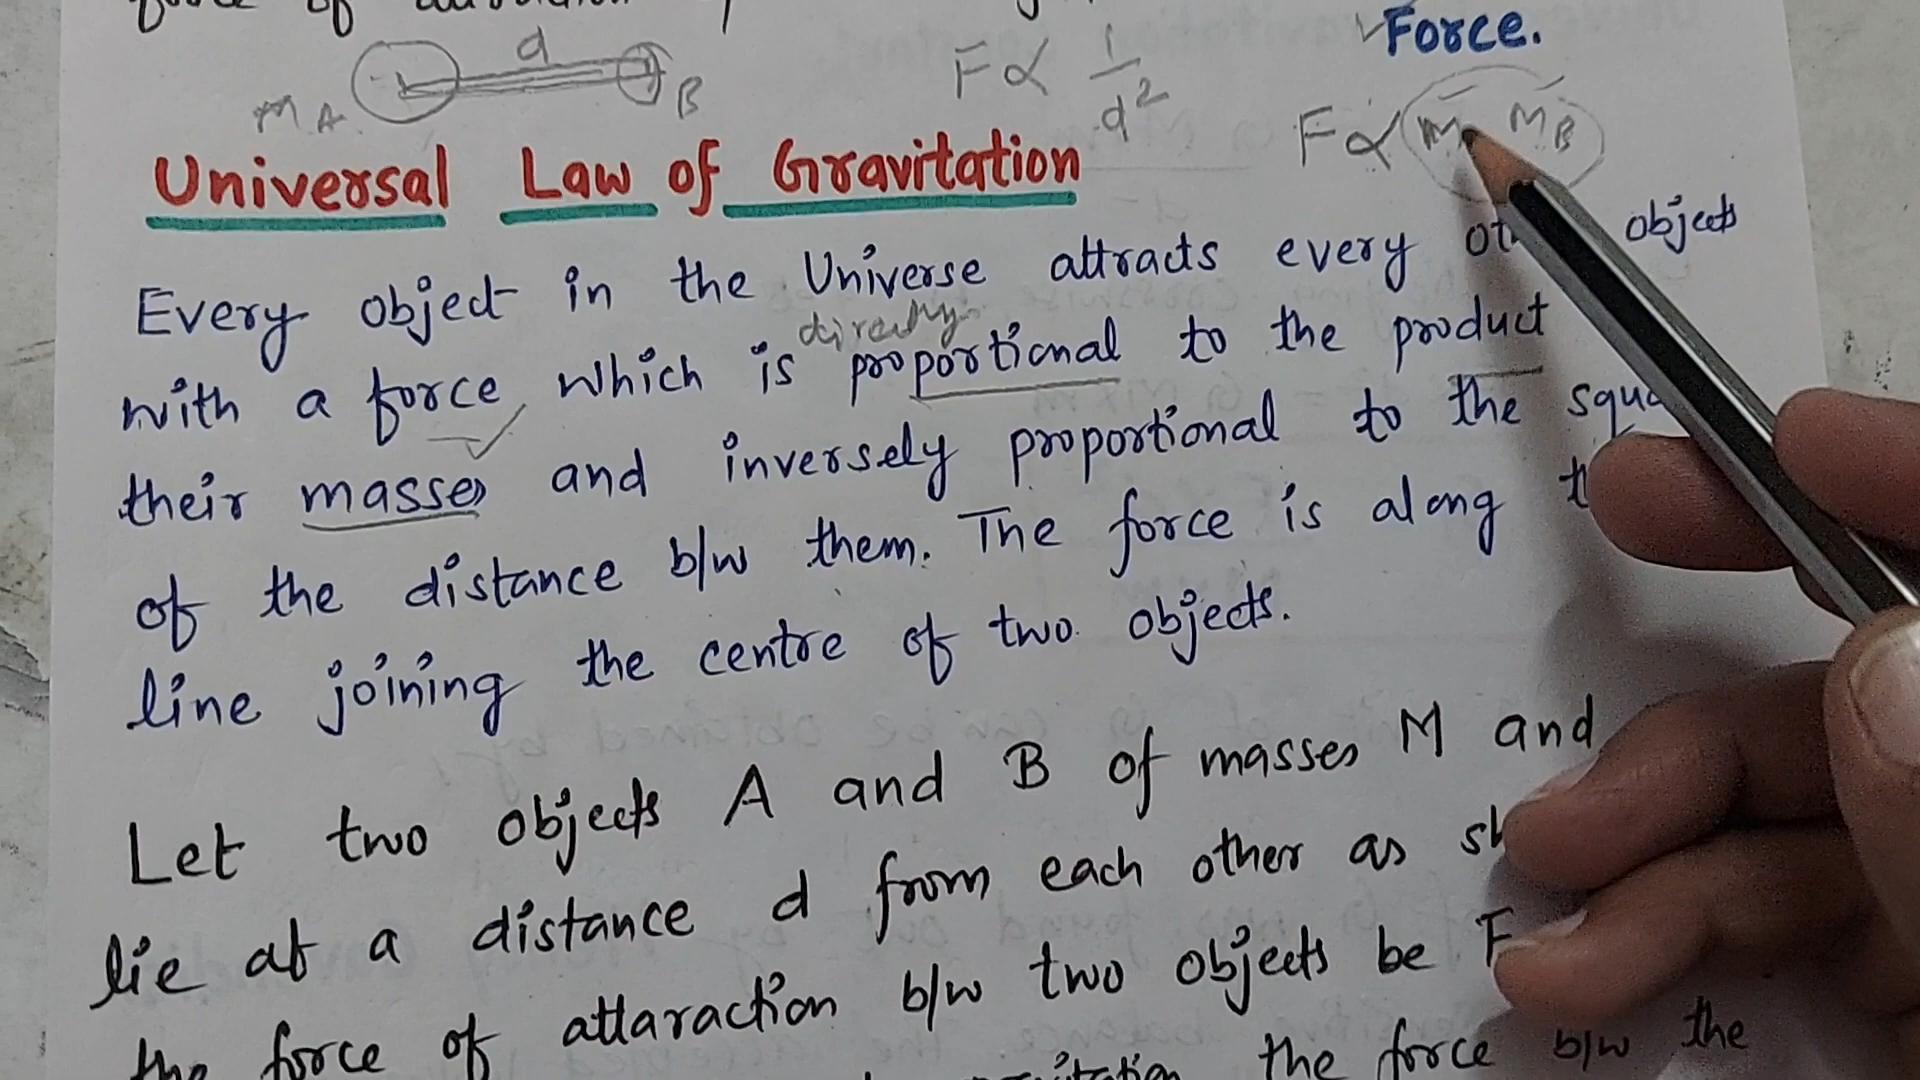 force of
Force.
d
MA
B
F∝ 1/d²
F∝ M MB
Universal Law of Gravitation
Every object in the Universe attracts every objects
directly
with a force which is proportional to the product
their masses and inversely proportional to the
of the distance b/w them. The force is along
line joining the centre of two objects.
Let two objects A and B of masses M and
lie at a distance d from each other as
the force of attaraction b/w two objects be F
the force b/w the